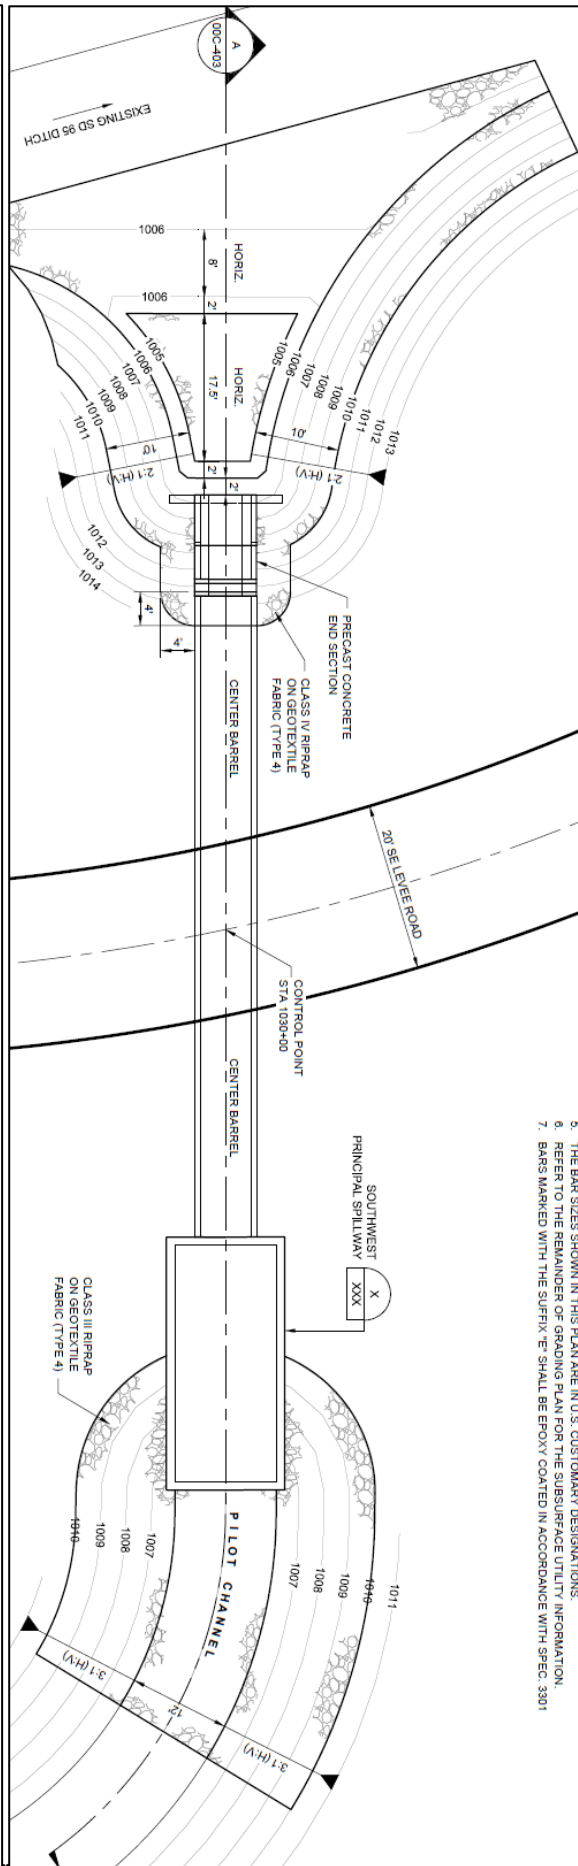 5. THE BAR SIZES SHOWN IN THIS PLAN ARE IN U.S. CUSTOMARY DESIGNATIONS.
6. REFER TO THE REMAINDER OF GRADING PLAN FOR THE SUBSURFACE UTILITY INFORMATION.
7. BARS MARKED WITH THE SUFFIX "E" SHALL BE EPOXY COATED IN ACCORDANCE WITH SPEC. 3301
A
00C-403
EXISTING SD 95 DITCH
1006
HORIZ.
8'
1006
2'
HORIZ.
17.5'
2'
2'
1005
1006
1007
1008
1009
1010
1011
1012
1013
10'
2:1 (H:V)
1005
1006
1007
1008
1009
1010
1011
10'
2:1 (H:V)
1012
1013
1014
4'
4'
PRECAST CONCRETE
END SECTION
CLASS IV RIPRAP
ON GEOTEXTILE
FABRIC (TYPE 4)
CENTER BARREL
20' SE LEVEE ROAD
CONTROL POINT
STA 1030+00
CENTER BARREL
SOUTHWEST
PRINCIPAL SPILLWAY
X
XXX
CLASS III RIPRAP
ON GEOTEXTILE
FABRIC (TYPE 4)
PILOT CHANNEL
1007
1008
1009
1010
1011
1007
1008
1009
1010
3:1 (H:V)
12'
3:1 (H:V)